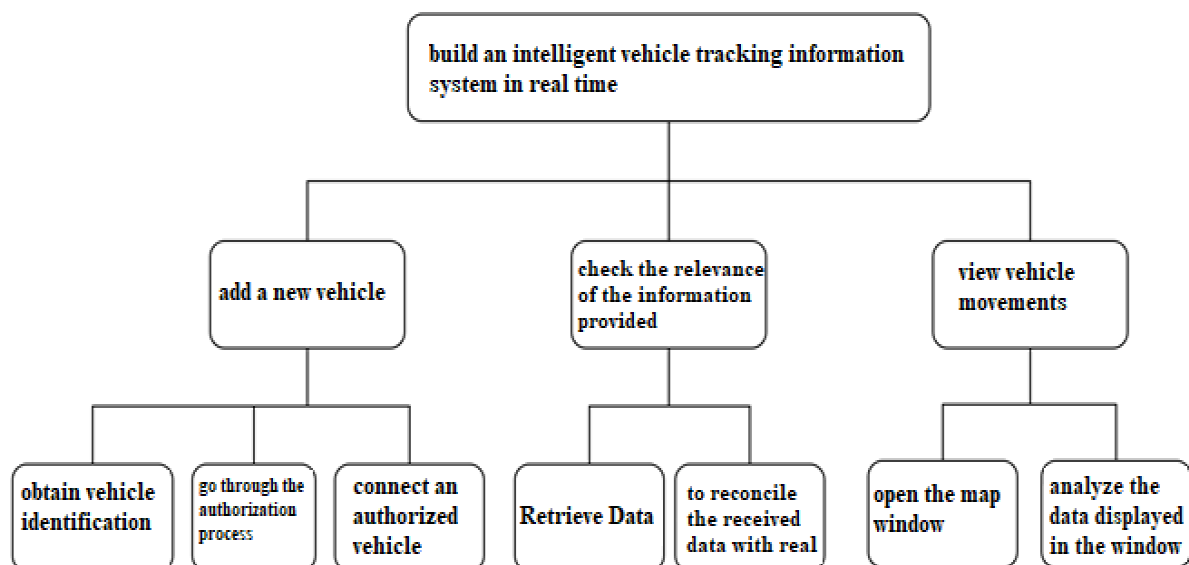 build an intelligent vehicle tracking information
system in real time
add a new vehicle
check the relevance
of the information
provided
view vehicle
movements
obtain vehicle
identification
go through the
authorization
process
connect an
authorized
vehicle
Retrieve Data
to reconcile
the received
data with real
open the map
window
analyze the
data displayed
in the window